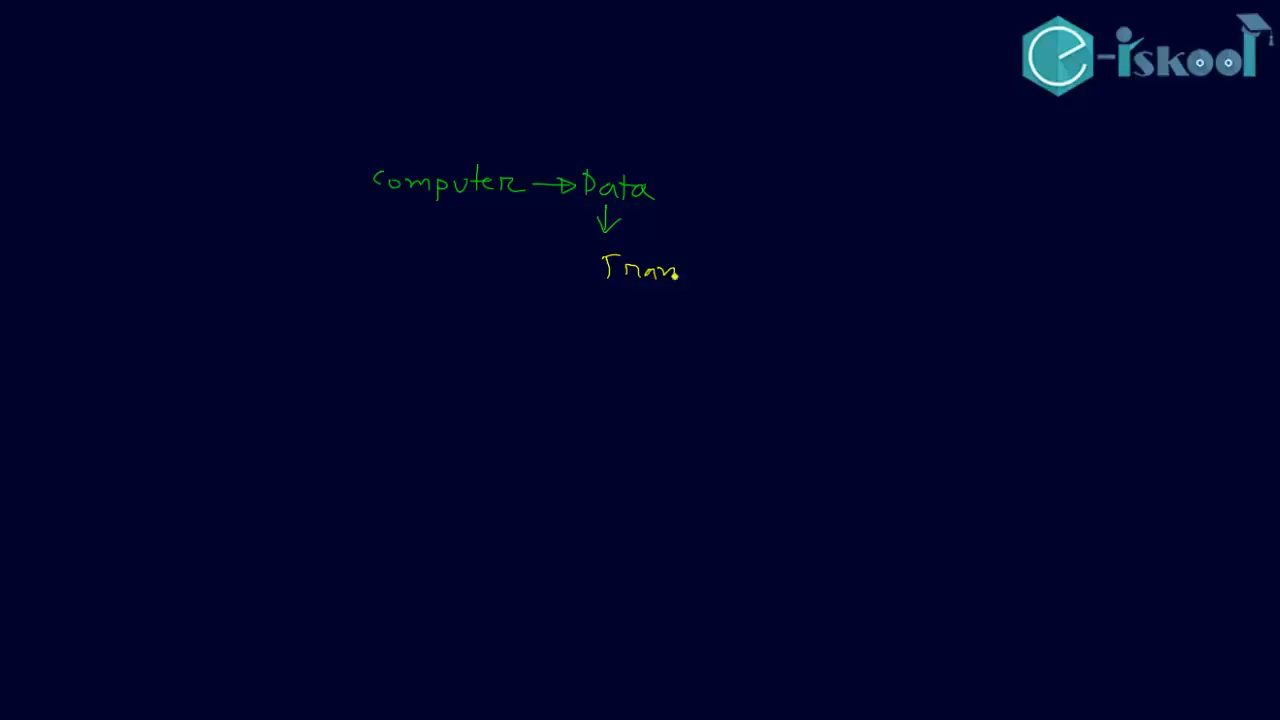 e-iskool
computer → Data
↓
Tran